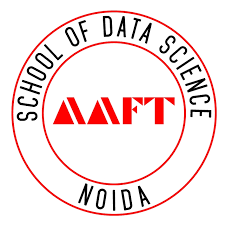 SCHOOL OF DATA SCIENCE
AAFT
NOIDA